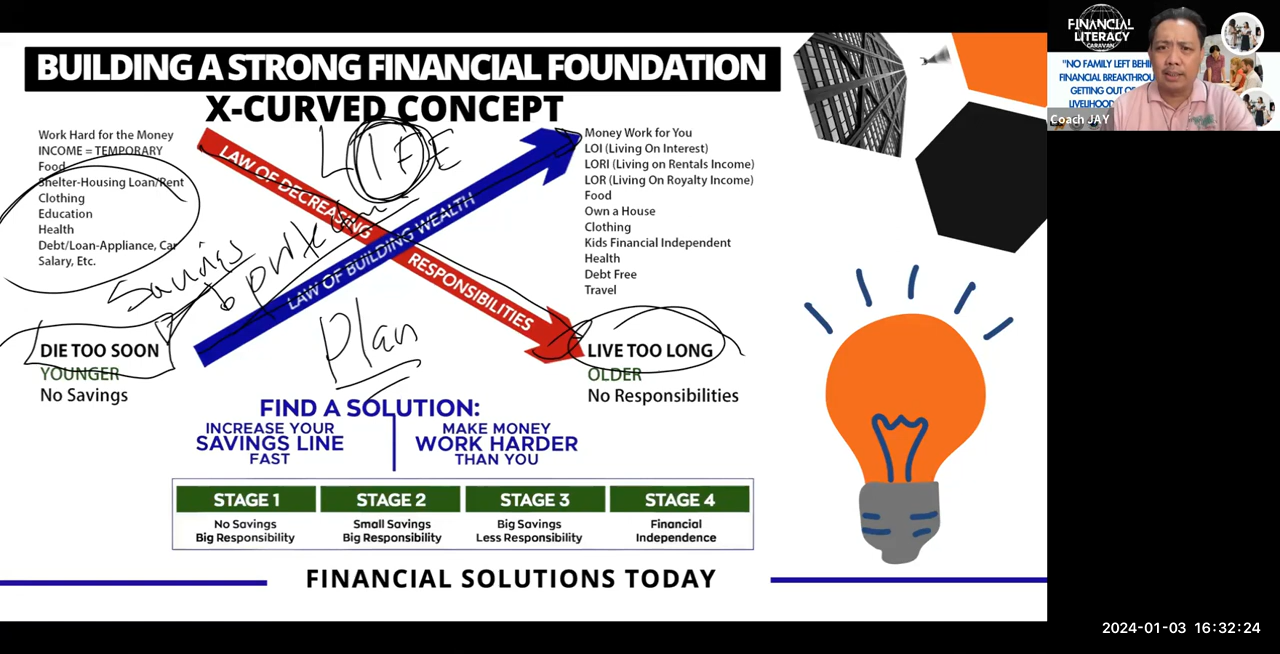 BUILDING A STRONG FINANCIAL FOUNDATION
X-CURVED CONCEPT
Work Hard for the Money
INCOME = TEMPORARY
Food
Shelter-Housing Loan/Rent
Clothing
Education
Health
Debt/Loan-Appliance, Car
Salary, Etc.
DIE TOO SOON
YOUNGER
No Savings
LAW OF DECREASING RESPONSIBILITIES
LAW OF BUILDING WEALTH
LIFE
Savings
Plan
Money Work for You
LOI (Living On Interest)
LORI (Living on Rentals Income)
LOR (Living On Royalty Income)
Food
Own a House
Clothing
Kids Financial Independent
Health
Debt Free
Travel
LIVE TOO LONG
OLDER
No Responsibilities
FIND A SOLUTION:
INCREASE YOUR
SAVINGS LINE
FAST
MAKE MONEY
WORK HARDER
THAN YOU
STAGE 1
No Savings
Big Responsibility
STAGE 2
Small Savings
Big Responsibility
STAGE 3
Big Savings
Less Responsibility
STAGE 4
Financial
Independence
FINANCIAL SOLUTIONS TODAY
FINANCIAL
LITERACY
CARAVAN
"NO FAMILY LEFT
FINANCIAL
GETTING OUT
Coach JAY
2024-01-03 16:32:24